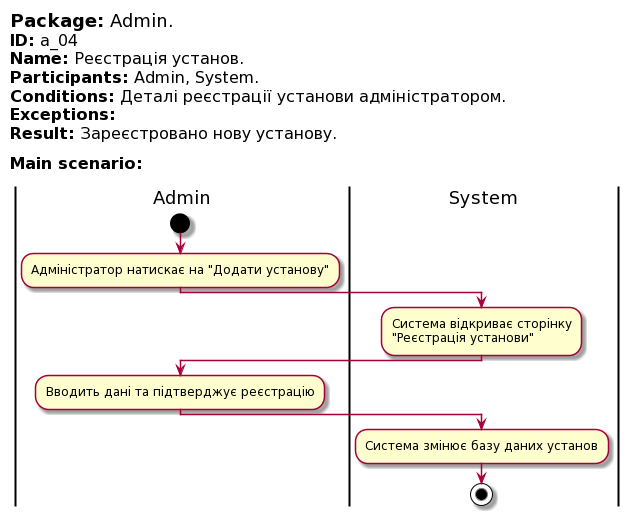 Package: Admin.
ID: a_04
Name: Реєстрація установ.
Participants: Admin, System.
Conditions: Деталі реєстрації установи адміністратором.
Exceptions:
Result: Зареєстровано нову установу.
Main scenario:
Admin
System
Адміністратор натискає на "Додати установу"
Система відкриває сторінку
"Реєстрація установи"
Вводить дані та підтверджує реєстрацію
Система змінює базу даних установ